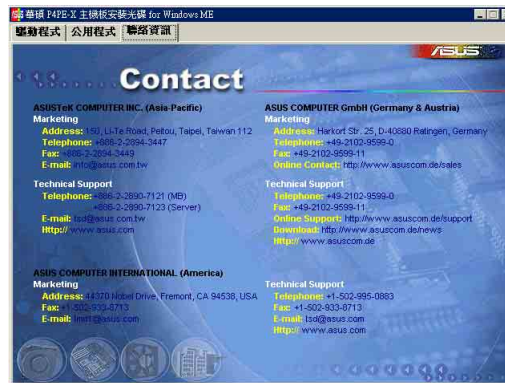 華碩 P4PE-X 主機板安裝光碟 for Windows ME
驅動程式 公用程式 聯絡資訊
ASUS
Contact
ASUSTeK COMPUTER INC. (Asia-Pacific)
Marketing
Address: 150, Li-Te Road, Peitou, Taipei, Taiwan 112
Telephone: +886-2-2894-3447
Fax: +886-2-2894-3449
E-mail: info@asus.com.tw
Technical Support
Telephone: +886-2-2890-7121 (MB)
+886-2-2890-7123 (Server)
E-mail: tsd@asus.com.tw
Http:// www.asus.com
ASUS COMPUTER GmbH (Germany & Austria)
Marketing
Address: Harkort Str. 25, D-40880 Ratingen, Germany
Telephone: +49-2102-9599-0
Fax: +49-2102-9599-11
Online Contact: http://www.asuscom.de/sales
Technical Support
Telephone: +49-2102-9599-0
Fax: +49-2102-9599-11
Online Support: http://www.asuscom.de/support
Download: http://www.asuscom.de/news
Http:// www.asuscom.de
ASUS COMPUTER INTERNATIONAL (America)
Marketing
Address: 44370 Nobel Drive, Fremont, CA 94538, USA
Fax: +1-502-933-8713
E-mail:
Technical Support
Telephone: +1-502-995-0883
Fax: +1-502-933-8713
E-mail: tsd@asus.com
Http:// www.asus.com